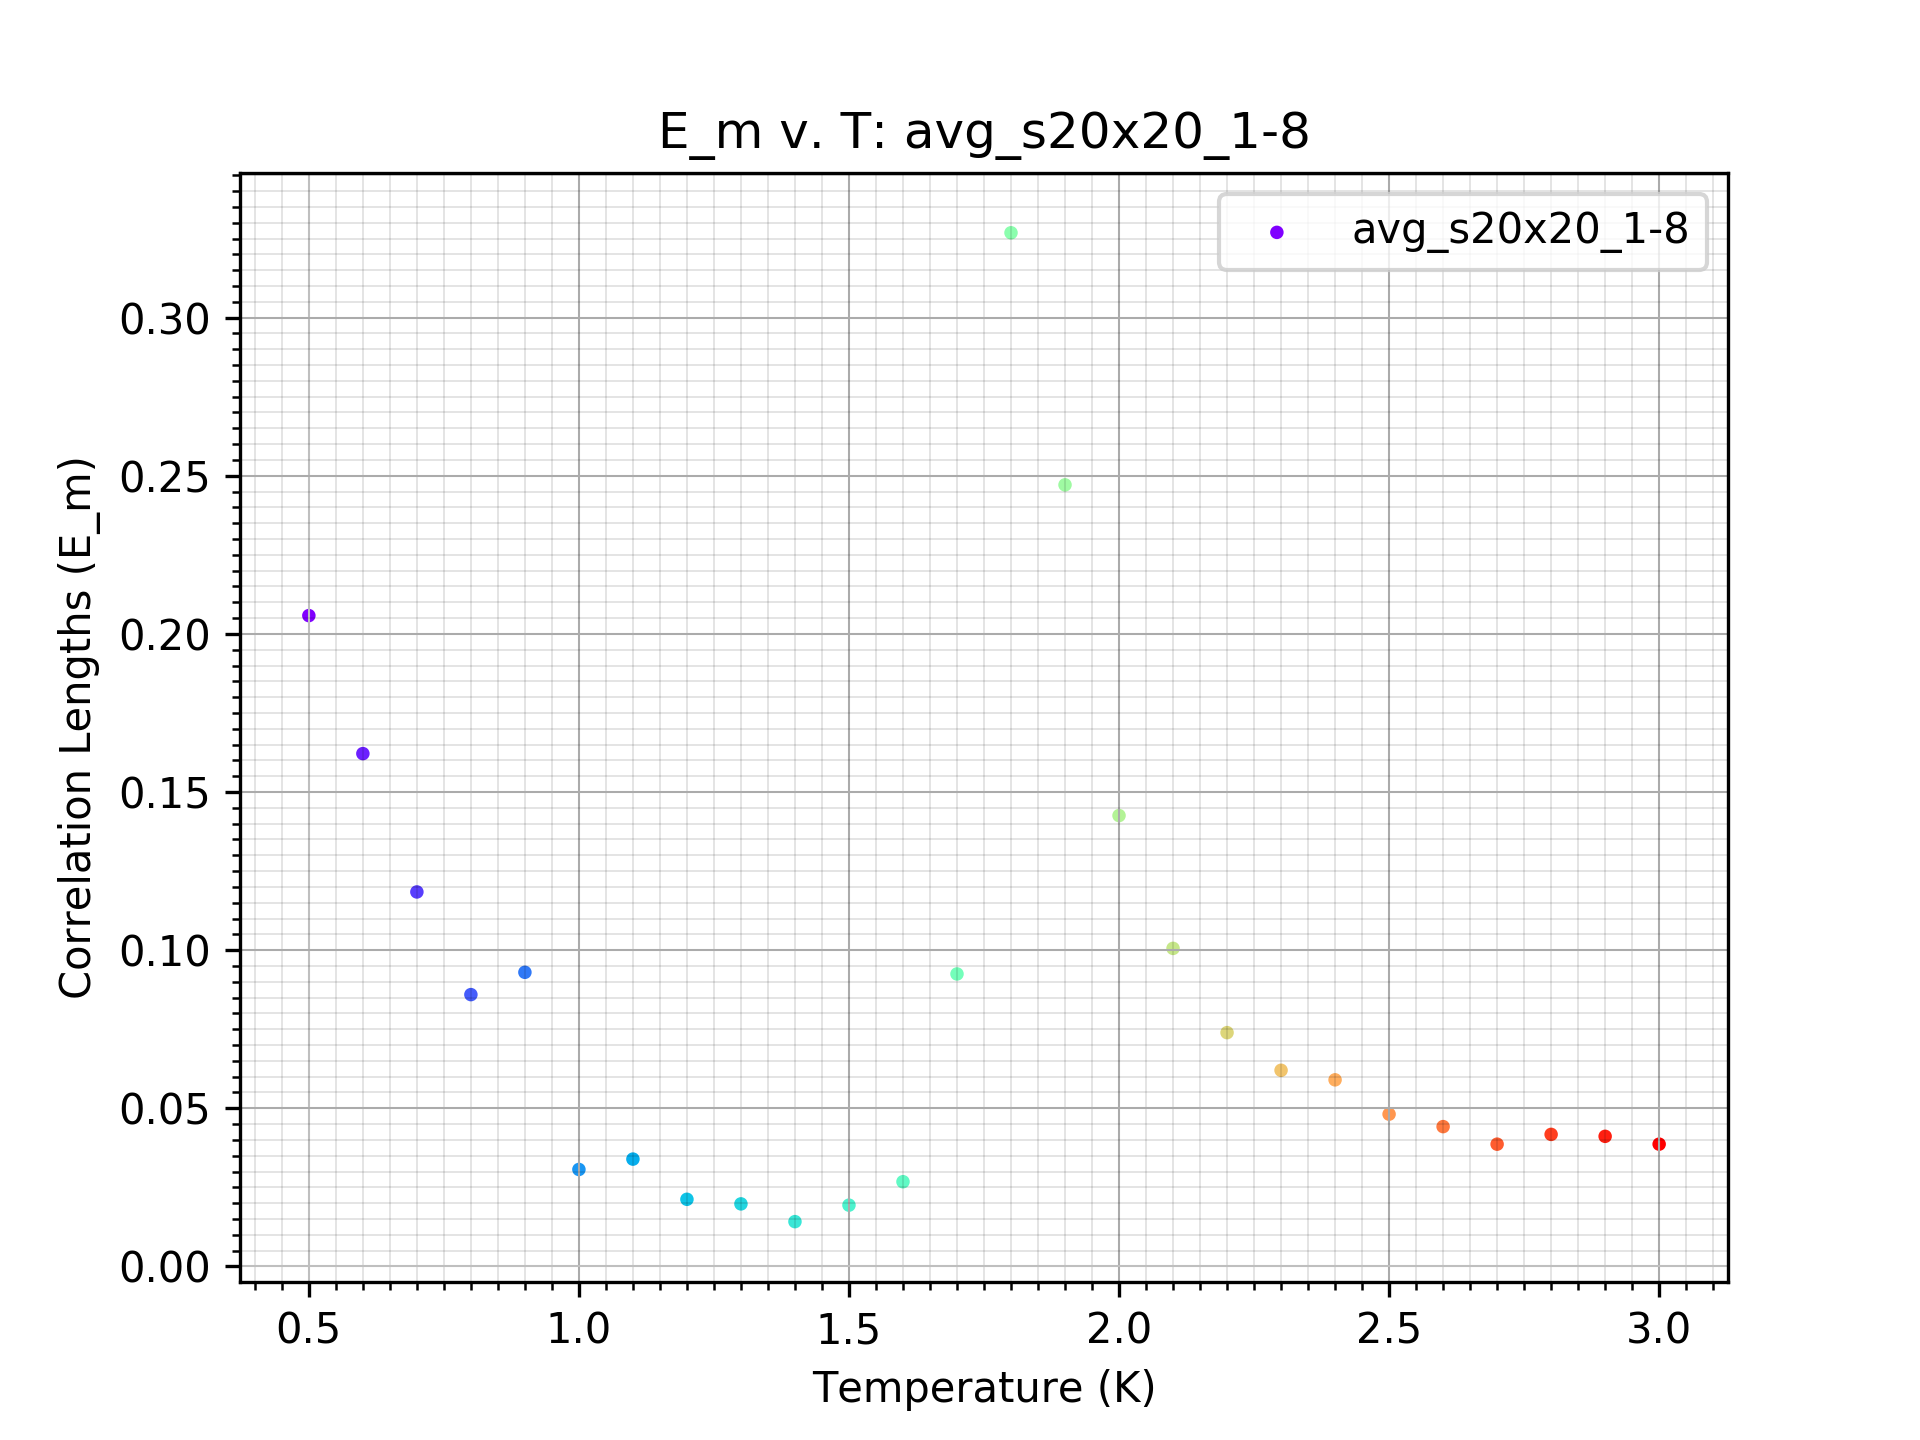 E_m v. T: avg_s20x20_1-8
avg_s20x20_1-8
Correlation Lengths (E_m)
0.30
0.25
0.20
0.15
0.10
0.05
0.00
0.5 1.0 1.5 2.0 2.5 3.0
Temperature (K)